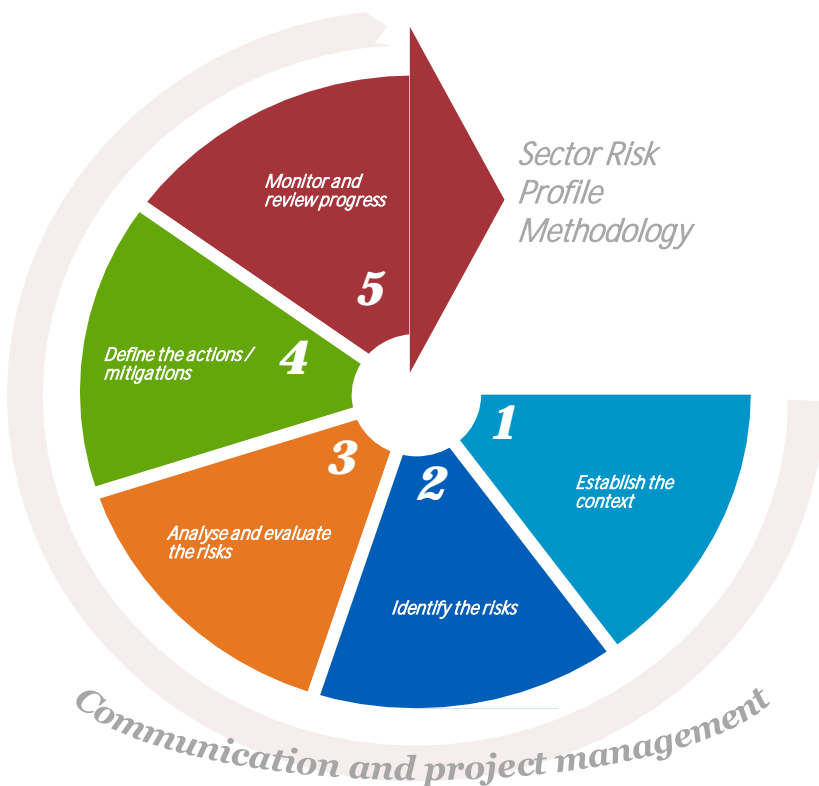 Sector Risk
Profile
Methodology
1
Establish the
context
2
Identify the risks
3
Analyse and evaluate
the risks
4
Define the actions /
mitigations
5
Monitor and
review progress
Communication and project management